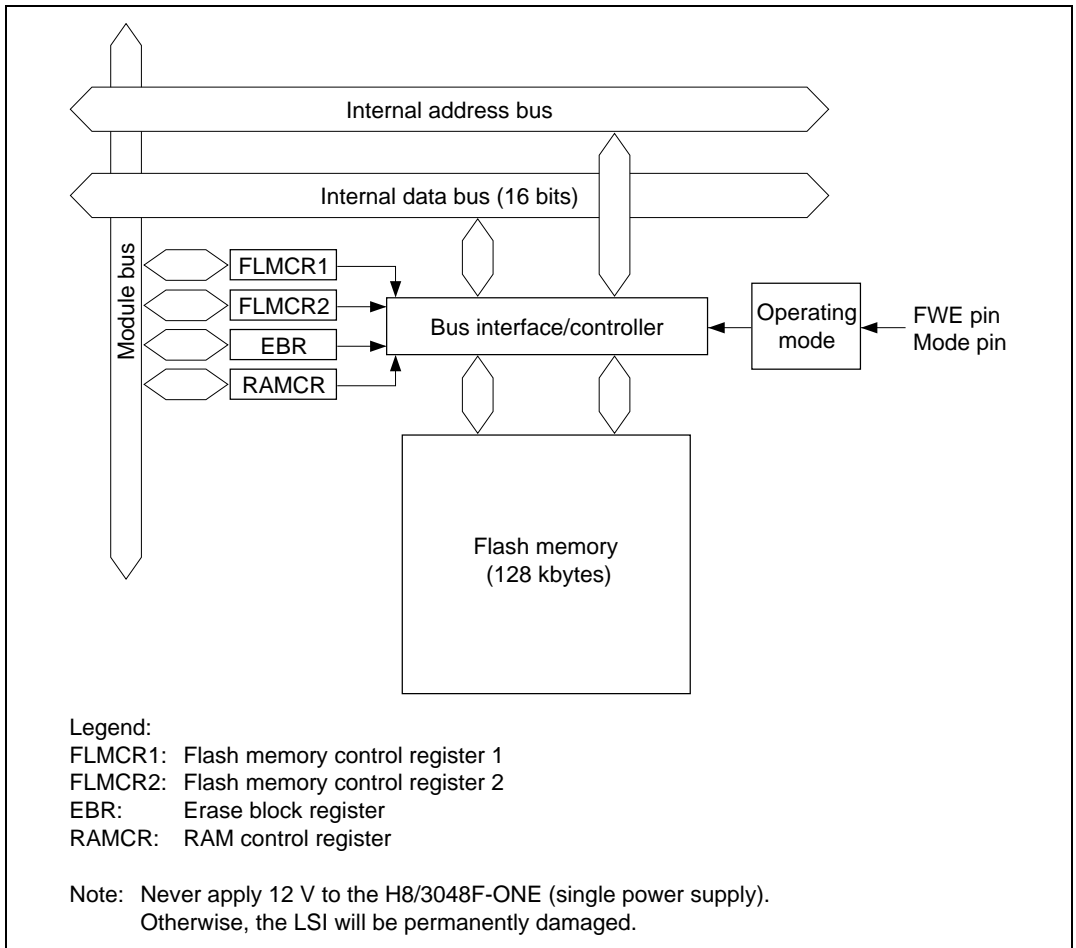 Internal address bus
Internal data bus (16 bits)
Module bus
FLMCR1
FLMCR2
EBR
RAMCR
Bus interface/controller
Operating
mode
FWE pin
Mode pin
Flash memory
(128 kbytes)
Legend:
FLMCR1: Flash memory control register 1
FLMCR2: Flash memory control register 2
EBR: Erase block register
RAMCR: RAM control register
Note: Never apply 12 V to the H8/3048F-ONE (single power supply).
Otherwise, the LSI will be permanently damaged.